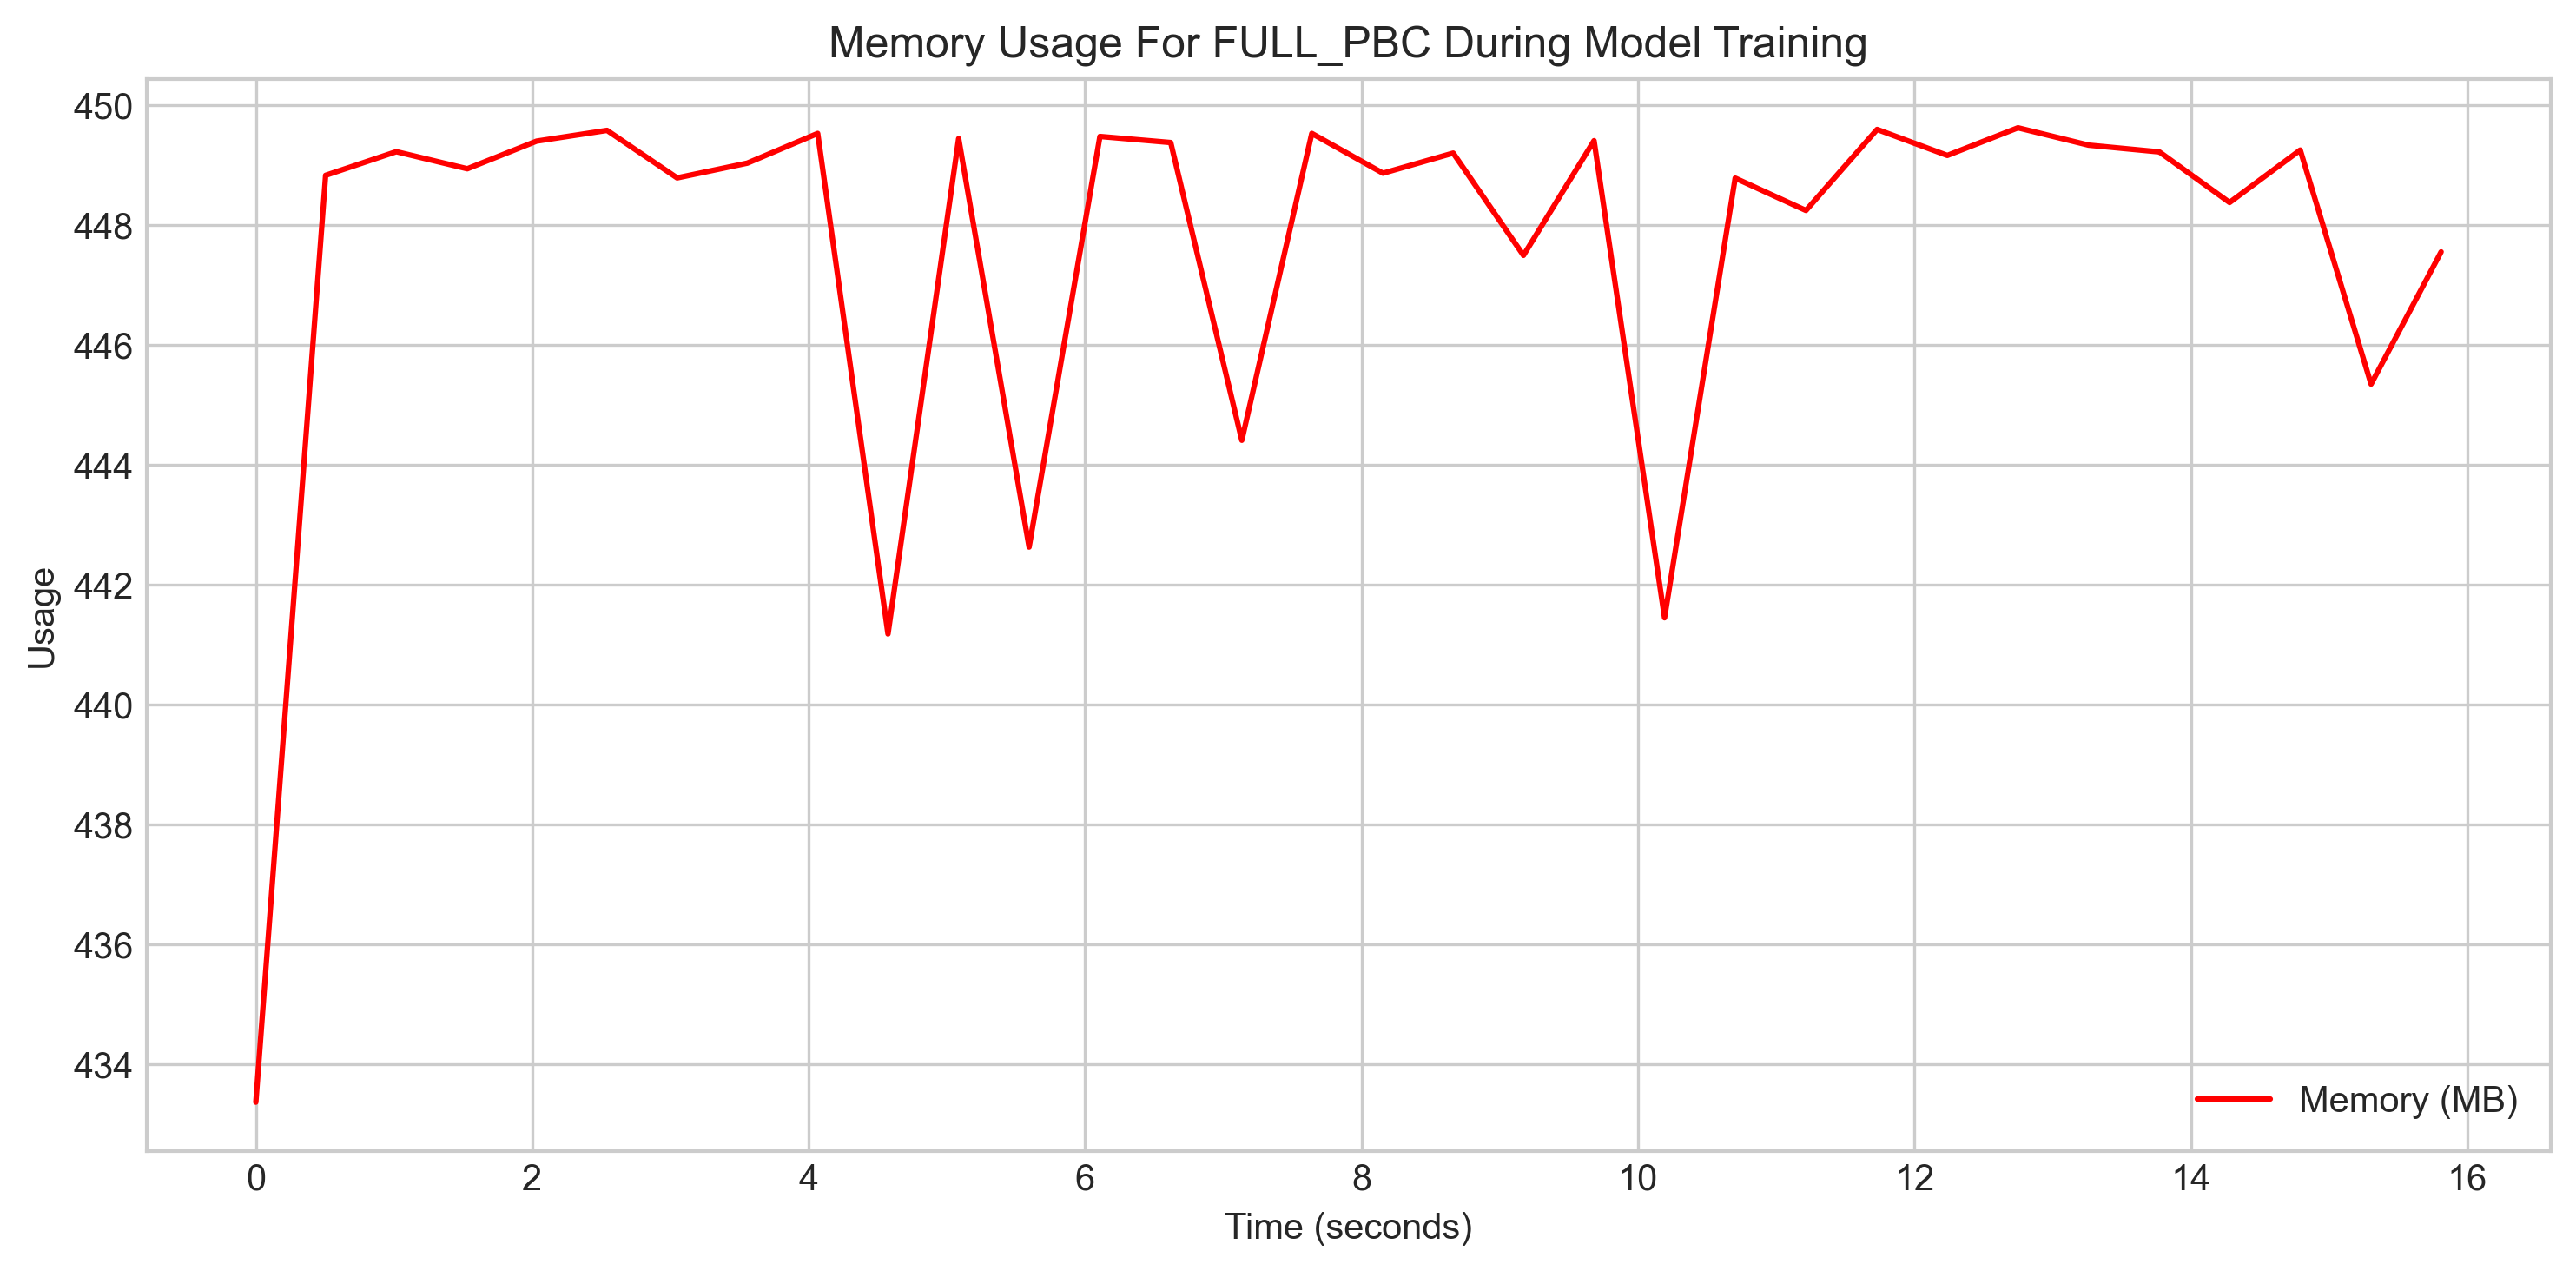 Memory Usage For FULL_PBC During Model Training
450
448
446
444
442
440
438
436
434
Usage
Memory (MB)
0 2 4 6 8 10 12 14 16
Time (seconds)